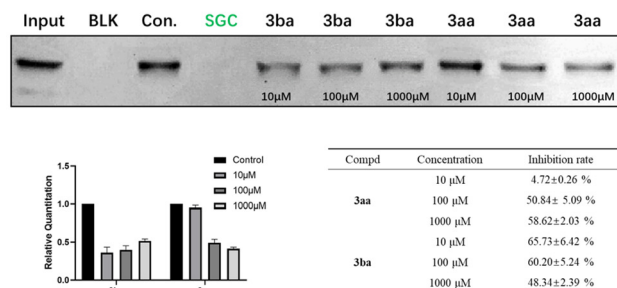 Input BLK Con. SGC 3ba 3ba 3ba 3aa 3aa 3aa
10μM 100μM 1000μM 10μM 100μM 1000μM
Relative Quantitation
1.5
1.0
0.5
0.0
Control
10μM
100μM
1000μM
Compd Concentration Inhibition rate
10 μM 4.72±0.26 %
3aa 100 μM 50.84± 5.09 %
1000 μM 58.62±2.03 %
10 μM 65.73±6.42 %
3ba 100 μM 60.20±5.24 %
1000 μM 48.34±2.39 %